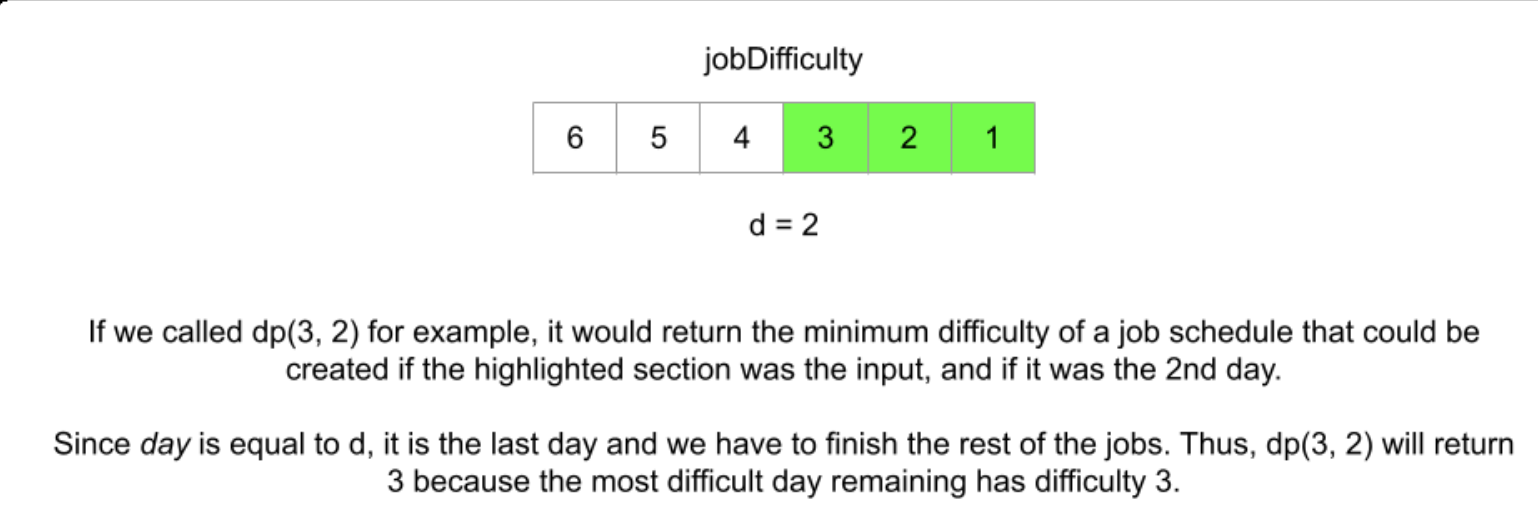 jobDifficulty
6 5 4 3 2 1
d = 2
If we called dp(3, 2) for example, it would return the minimum difficulty of a job schedule that could be
created if the highlighted section was the input, and if it was the 2nd day.
Since day is equal to d, it is the last day and we have to finish the rest of the jobs. Thus, dp(3, 2) will return
3 because the most difficult day remaining has difficulty 3.